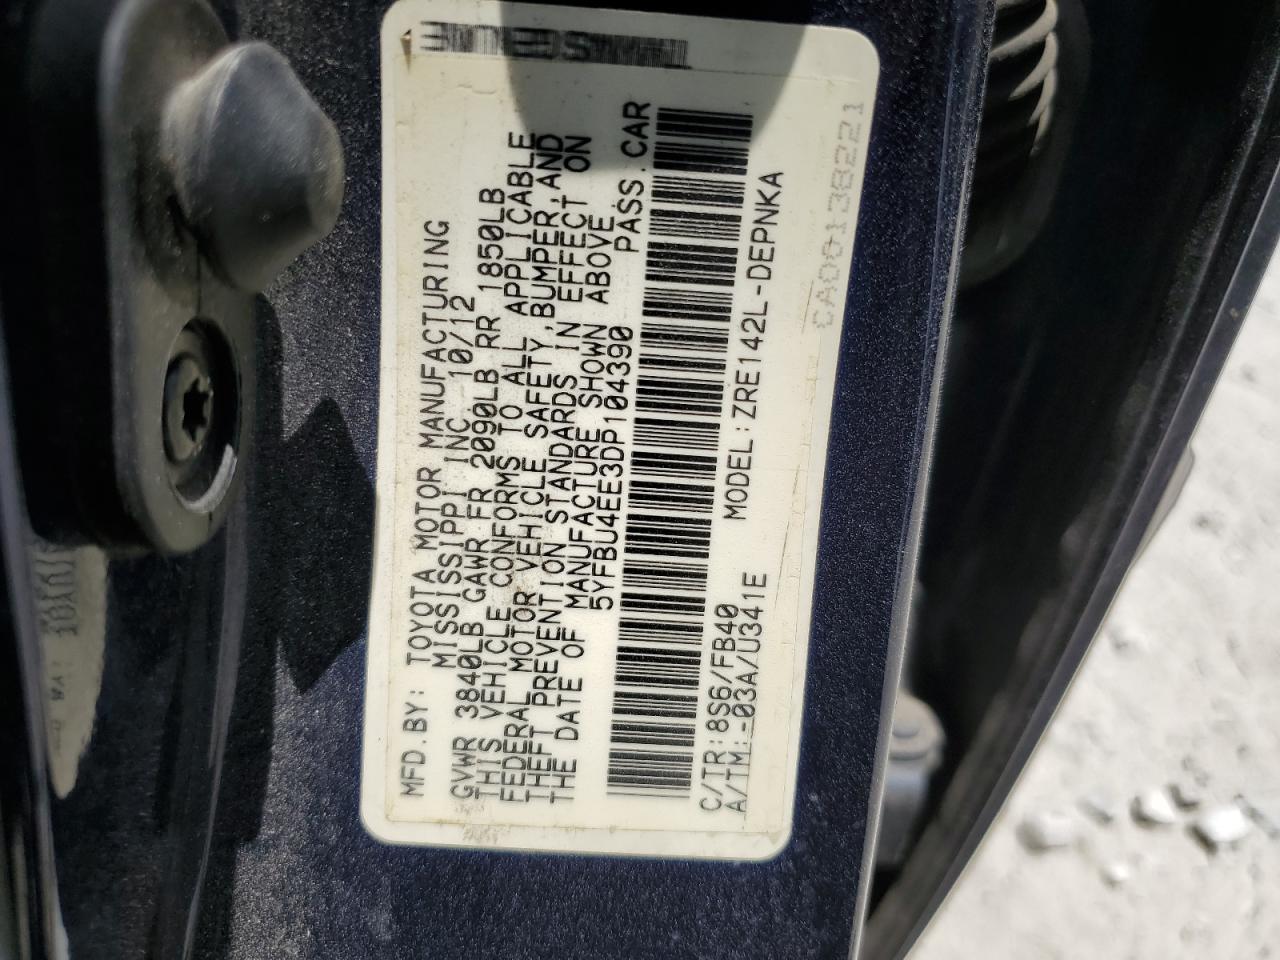 MFD.BY: TOYOTA MOTOR MANUFACTURING
MISSISSIPPI INC. 10/12
GVWR 3840LB GAWR FR 2090LB RR 1850LB
THIS VEHICLE CONFORMS TO ALL APPLICABLE
FEDERAL MOTOR VEHICLE SAFETY,BUMPER,AND
THEFT PREVENTION STANDARDS IN EFFECT ON
THE DATE OF MANUFACTURE SHOWN ABOVE.
5YFBU4EE3DP104390 PASS.CAR
C/TR:8S6/FB40 MODEL:ZRE142L-DEPNKA
A/TM:-03A/U341E
CA00138221